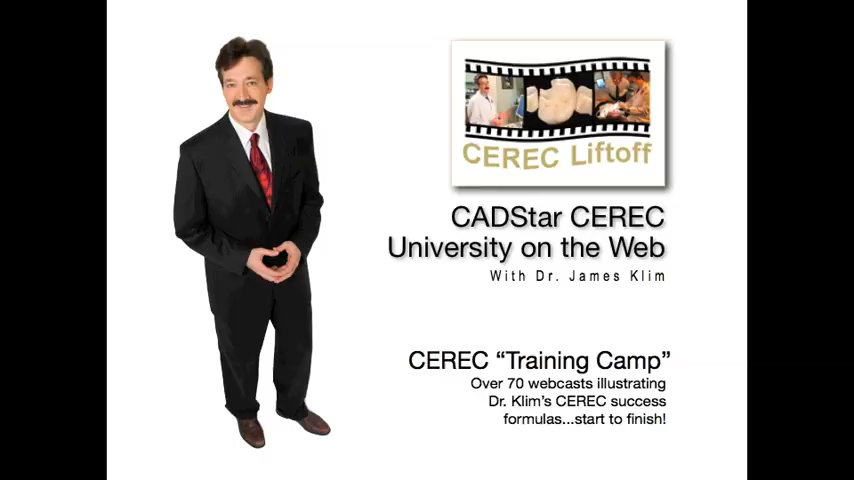 CEREC Liftoff
CADStar CEREC
University on the Web
With Dr. James Klim
CEREC “Training Camp”
Over 70 webcasts illustrating
Dr. Klim’s CEREC success
formulas...start to finish!